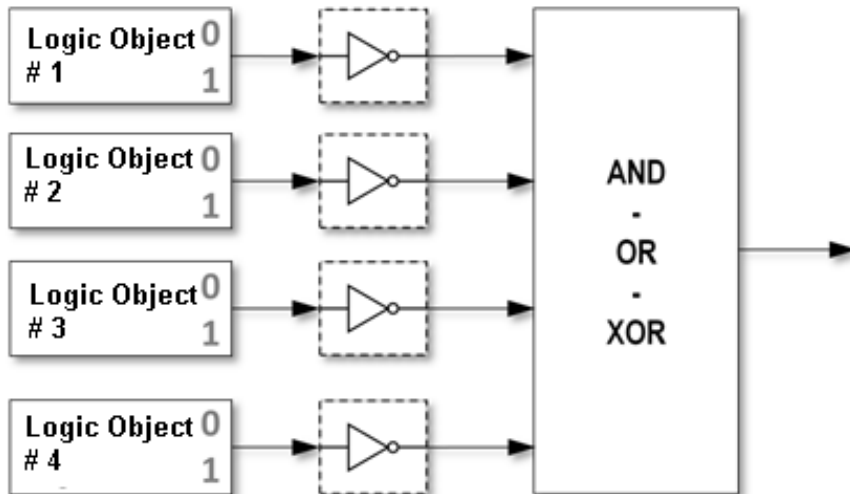 Logic Object 0
# 1 1
Logic Object 0
# 2 1
Logic Object 0
# 3 1
Logic Object 0
# 4 1
AND
-
OR
-
XOR